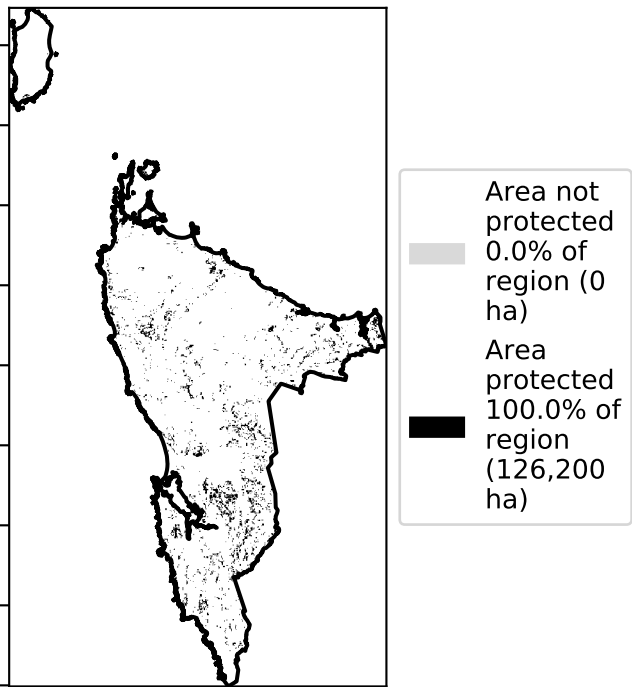 Area not
protected
0.0% of
region (0
ha)
Area
protected
100.0% of
region
(126,200
ha)